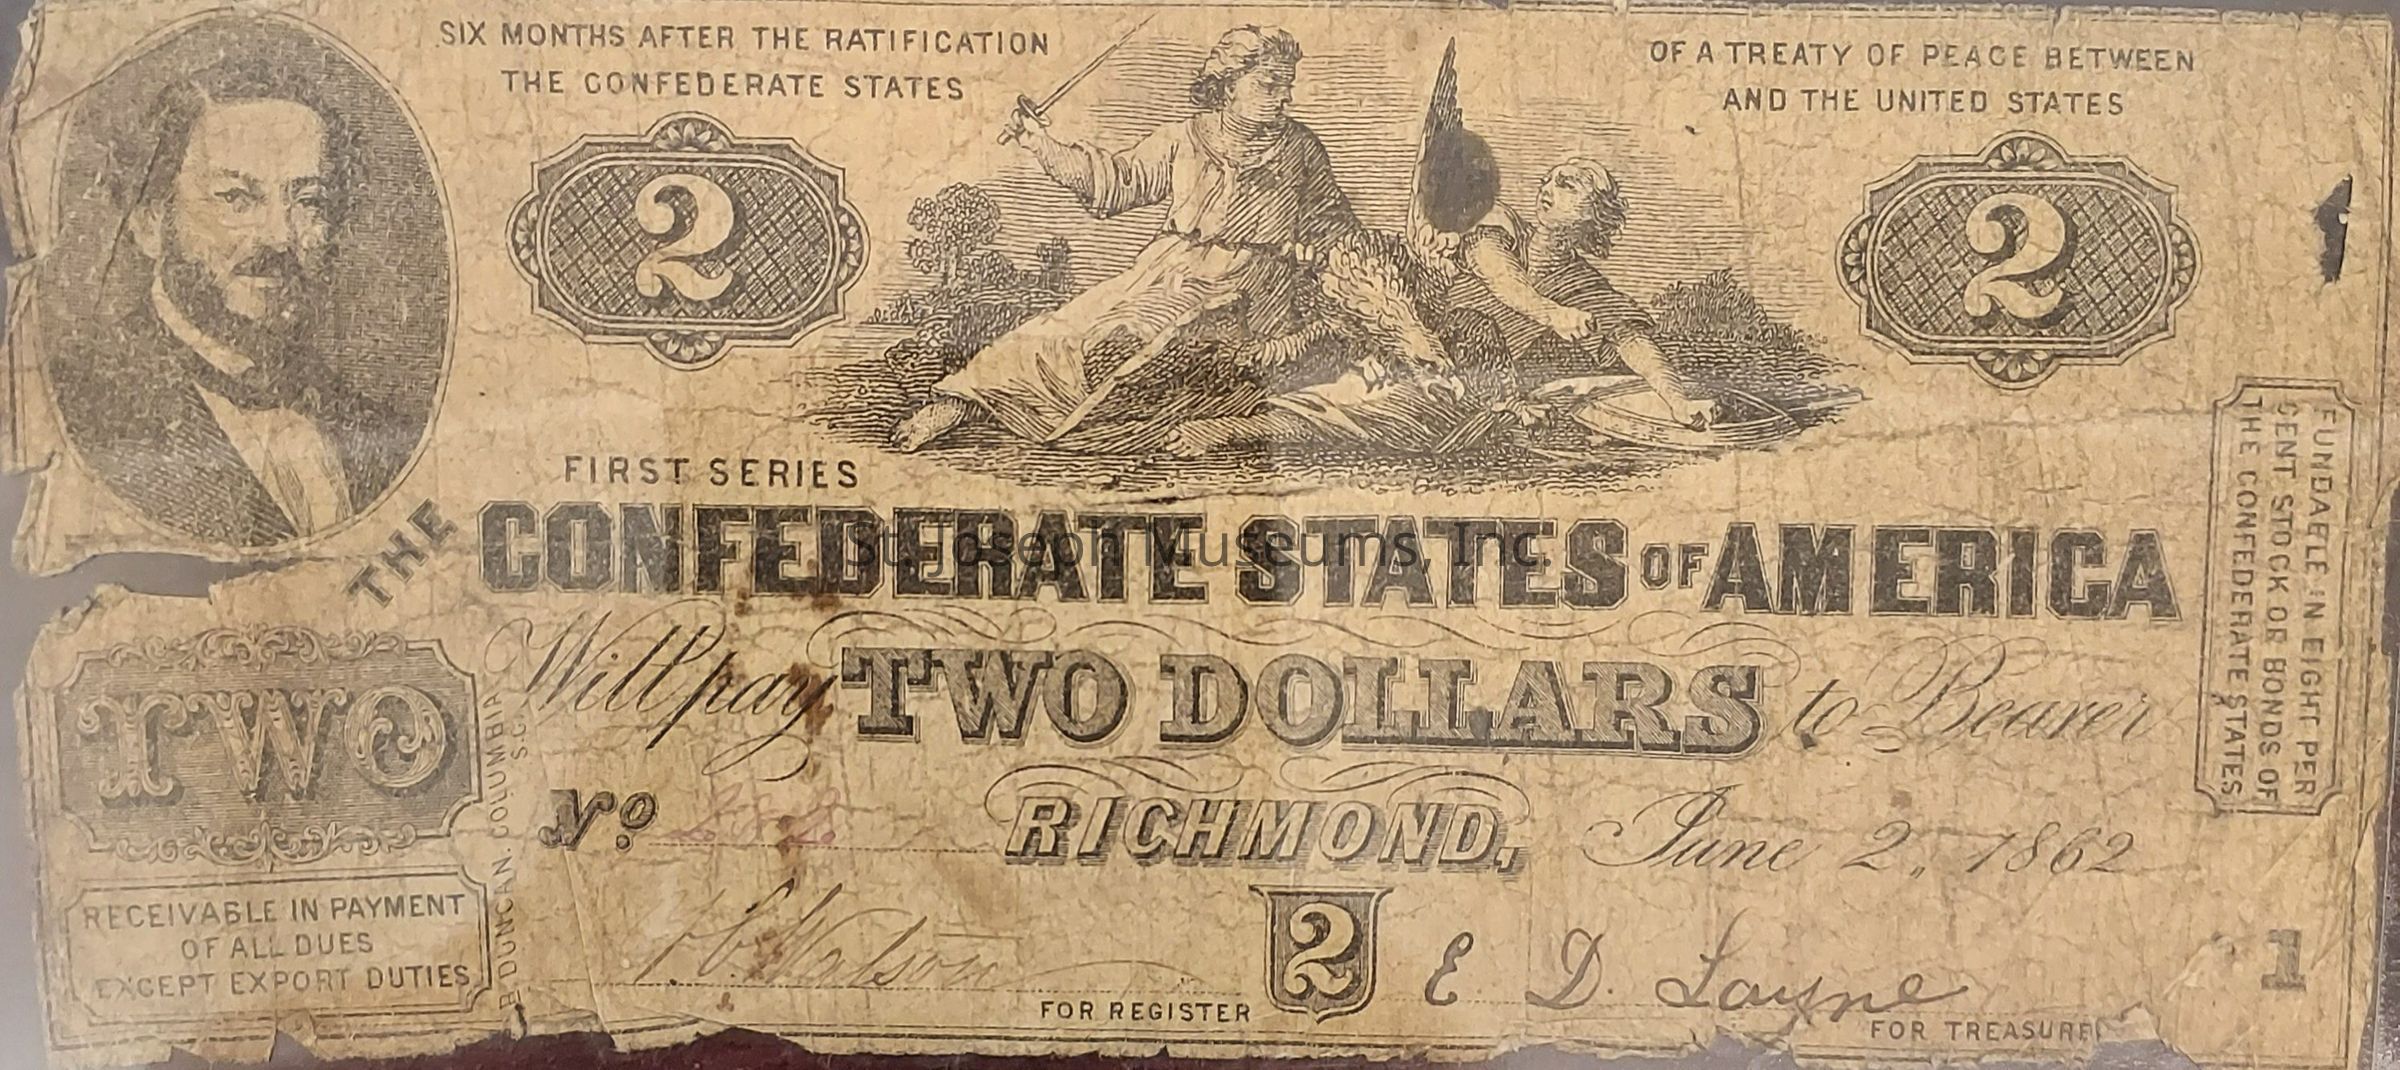 SIX MONTHS AFTER THE RATIFICATION OF A TREATY OF PEACE BETWEEN
THE CONFEDERATE STATES AND THE UNITED STATES
2 2
FIRST SERIES
THE CONFEDERATE STATES OF AMERICA
St. Joseph Museums, Inc.
Will pay TWO DOLLARS to Bearer
TWO
No
RICHMOND, June 2, 1862
RECEIVABLE IN PAYMENT
OF ALL DUES
EXCEPT EXPORT DUTIES
B DUNCAN. COLUMBIA
S.C.
Watson
FOR REGISTER
2
E D. Layne
FOR TREASURER
1
FUNDABLE IN EIGHT PER
CENT STOCK OR BONDS OF
THE CONFEDERATE STATES